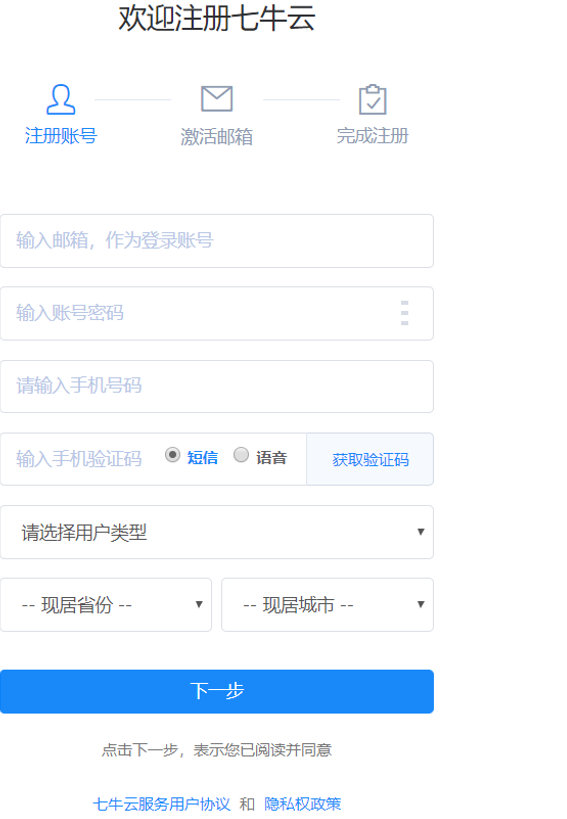 欢迎注册七牛云
注册账号 激活邮箱 完成注册
输入邮箱，作为登录账号
输入账号密码
请输入手机号码
输入手机验证码 短信 语音 获取验证码
请选择用户类型
-- 现居省份 -- -- 现居城市 --
下一步
点击下一步，表示您已阅读并同意
七牛云服务用户协议 和 隐私权政策